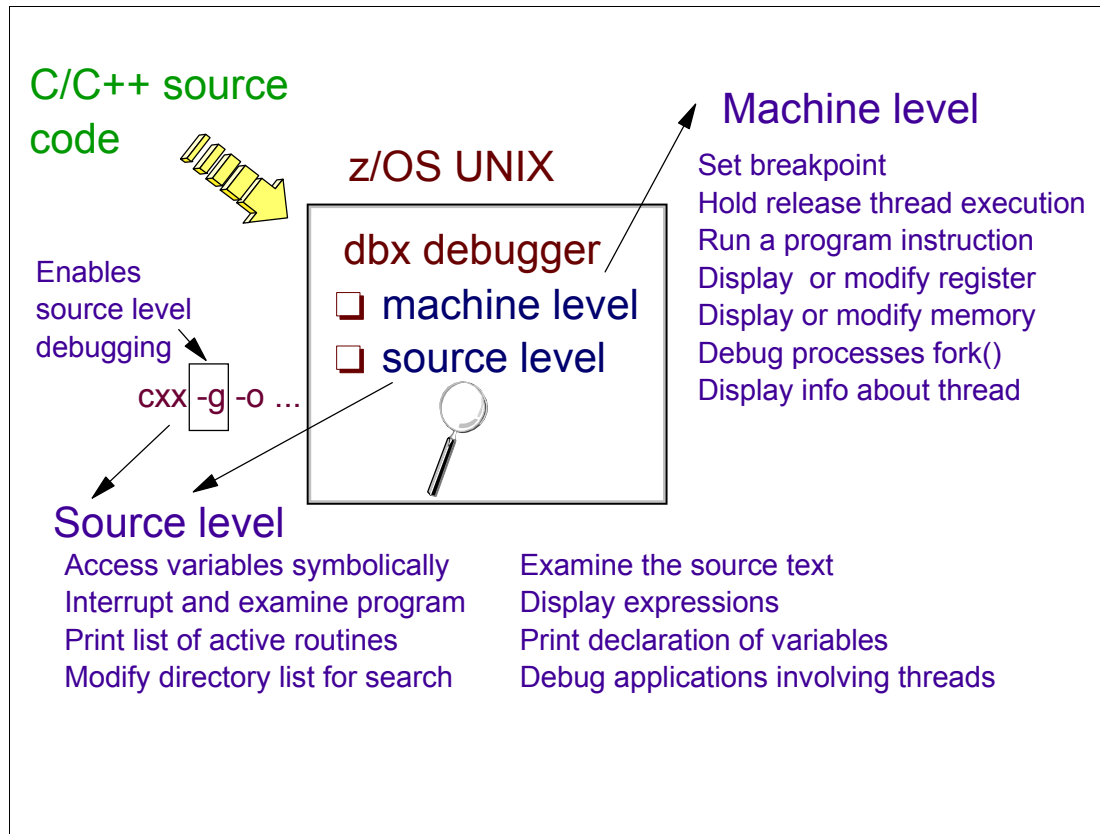 C/C++ source
code
z/OS UNIX
dbx debugger
❑ machine level
❑ source level
Enables
source level
debugging
cxx -g -o ...
Machine level
Set breakpoint
Hold release thread execution
Run a program instruction
Display or modify register
Display or modify memory
Debug processes fork()
Display info about thread
Source level
Access variables symbolically
Interrupt and examine program
Print list of active routines
Modify directory list for search
Examine the source text
Display expressions
Print declaration of variables
Debug applications involving threads